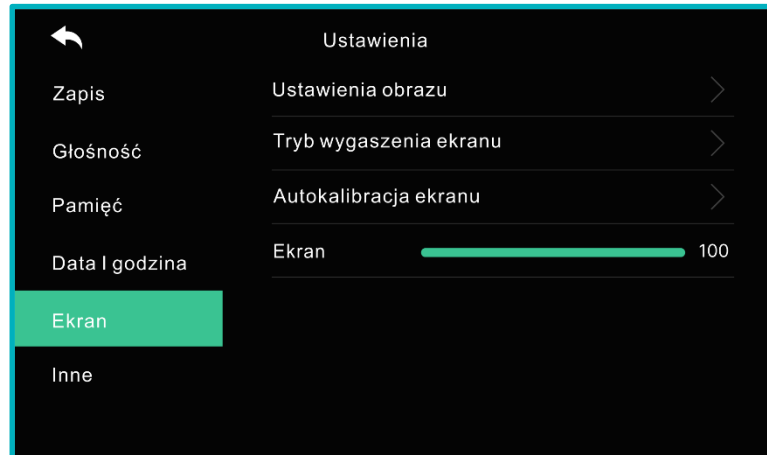 Ustawienia
Zapis
Głośność
Pamięć
Data I godzina
Ekran
Inne
Ustawienia obrazu
Tryb wygaszenia ekranu
Autokalibracja ekranu
Ekran 100